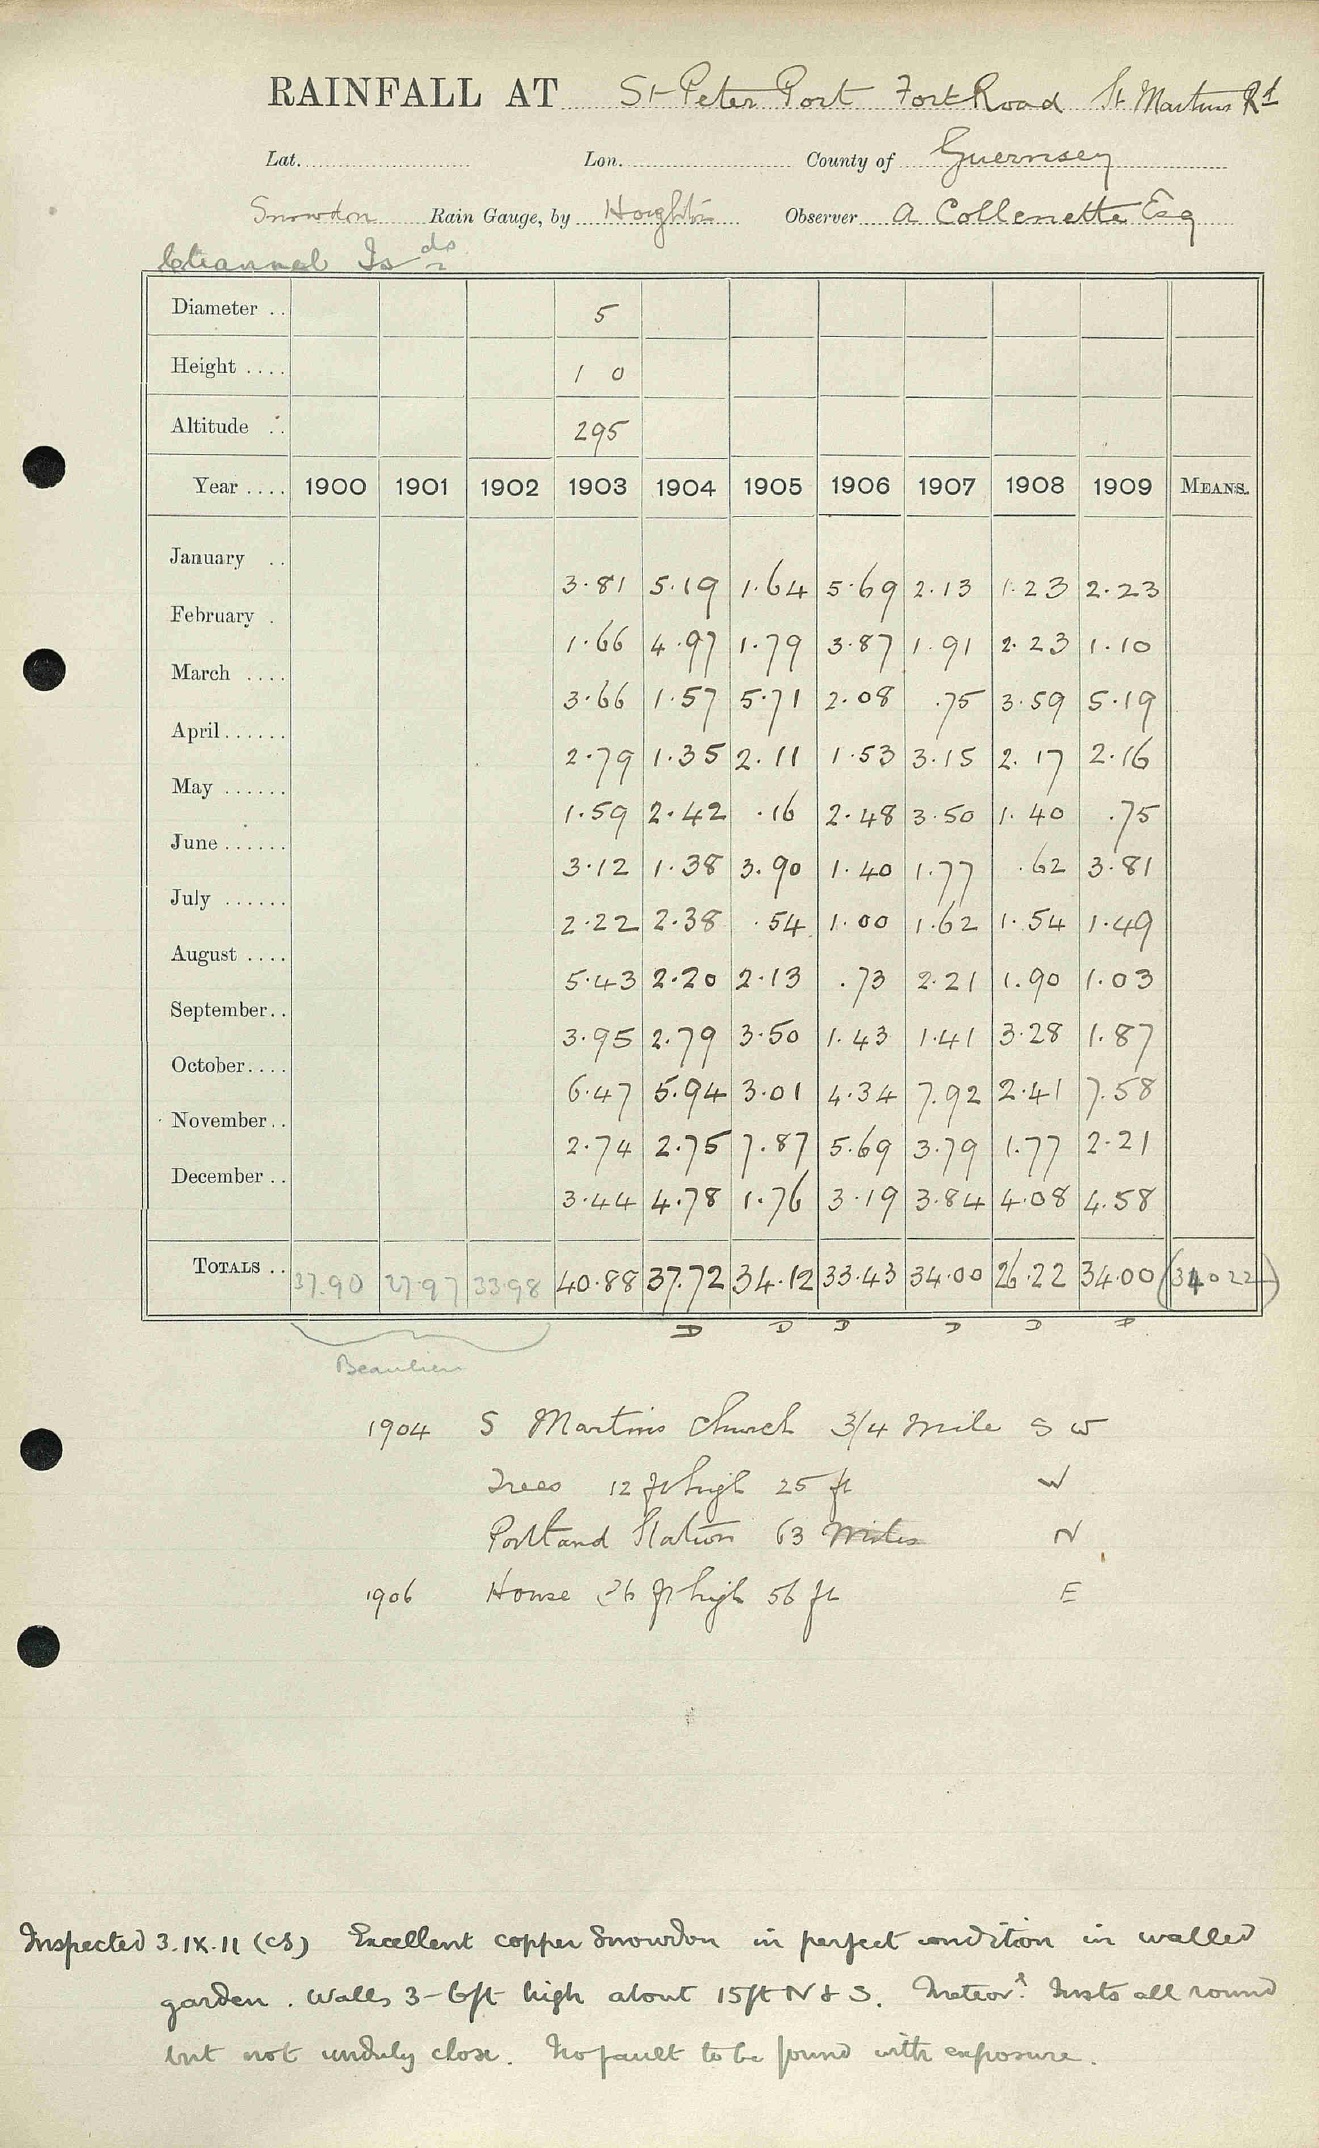 RAINFALL AT St Peter Port Fort Road St Martins Rd
Lat. Lon. County of Guernsey
Snowdon Rain Gauge, by Observer A Collenette Esq
Channel Isds
Diameter .. 5
Height .... 1 0
Altitude .. 295
Year .... 1900 1901 1902 1903 1904 1905 1906 1907 1908 1909 MEANS.
January .. 3.81 5.19 1.64 5.69 2.13 1.23 2.23
February . 1.66 4.97 1.79 3.87 1.91 2.23 1.10
March .... 3.66 1.57 5.71 2.08 .75 3.59 5.19
April...... 2.79 1.35 2.11 1.53 3.15 2.17 2.16
May ...... 1.59 2.42 .16 2.48 3.50 1.40 .75
June...... 3.12 1.38 3.90 1.40 1.77 .62 3.81
July ...... 2.22 2.38 .54 1.00 1.62 1.54 1.49
August .... 5.43 2.20 2.13 .73 2.21 1.90 1.03
September.. 3.95 2.79 3.50 1.43 1.41 3.28 1.87
October.... 6.47 5.94 3.01 4.34 7.92 2.41 7.58
November.. 2.74 2.75 7.87 5.69 3.79 1.77 2.21
December .. 3.44 4.78 1.76 3.19 3.84 4.08 4.58
TOTALS .. 37.90 27.97 33.98 40.88 37.72 34.12 33.43 34.00 26.22 34.00 (34022)
D D D D D D
Beaulieu
1904 S Martins church 3/4 mile S W
Trees 12 ft high 25 ft W
Portland Station 63 Miles N
1906 House 26 ft high 56 ft E
Inspected 3.IX.11 (CS) Excellent copper Snowdon in perfect condition in walled
garden. Walls 3-6ft high about 15ft N & S. Meteorl. Insts all round
but not unduly close. No fault to be found with exposure.